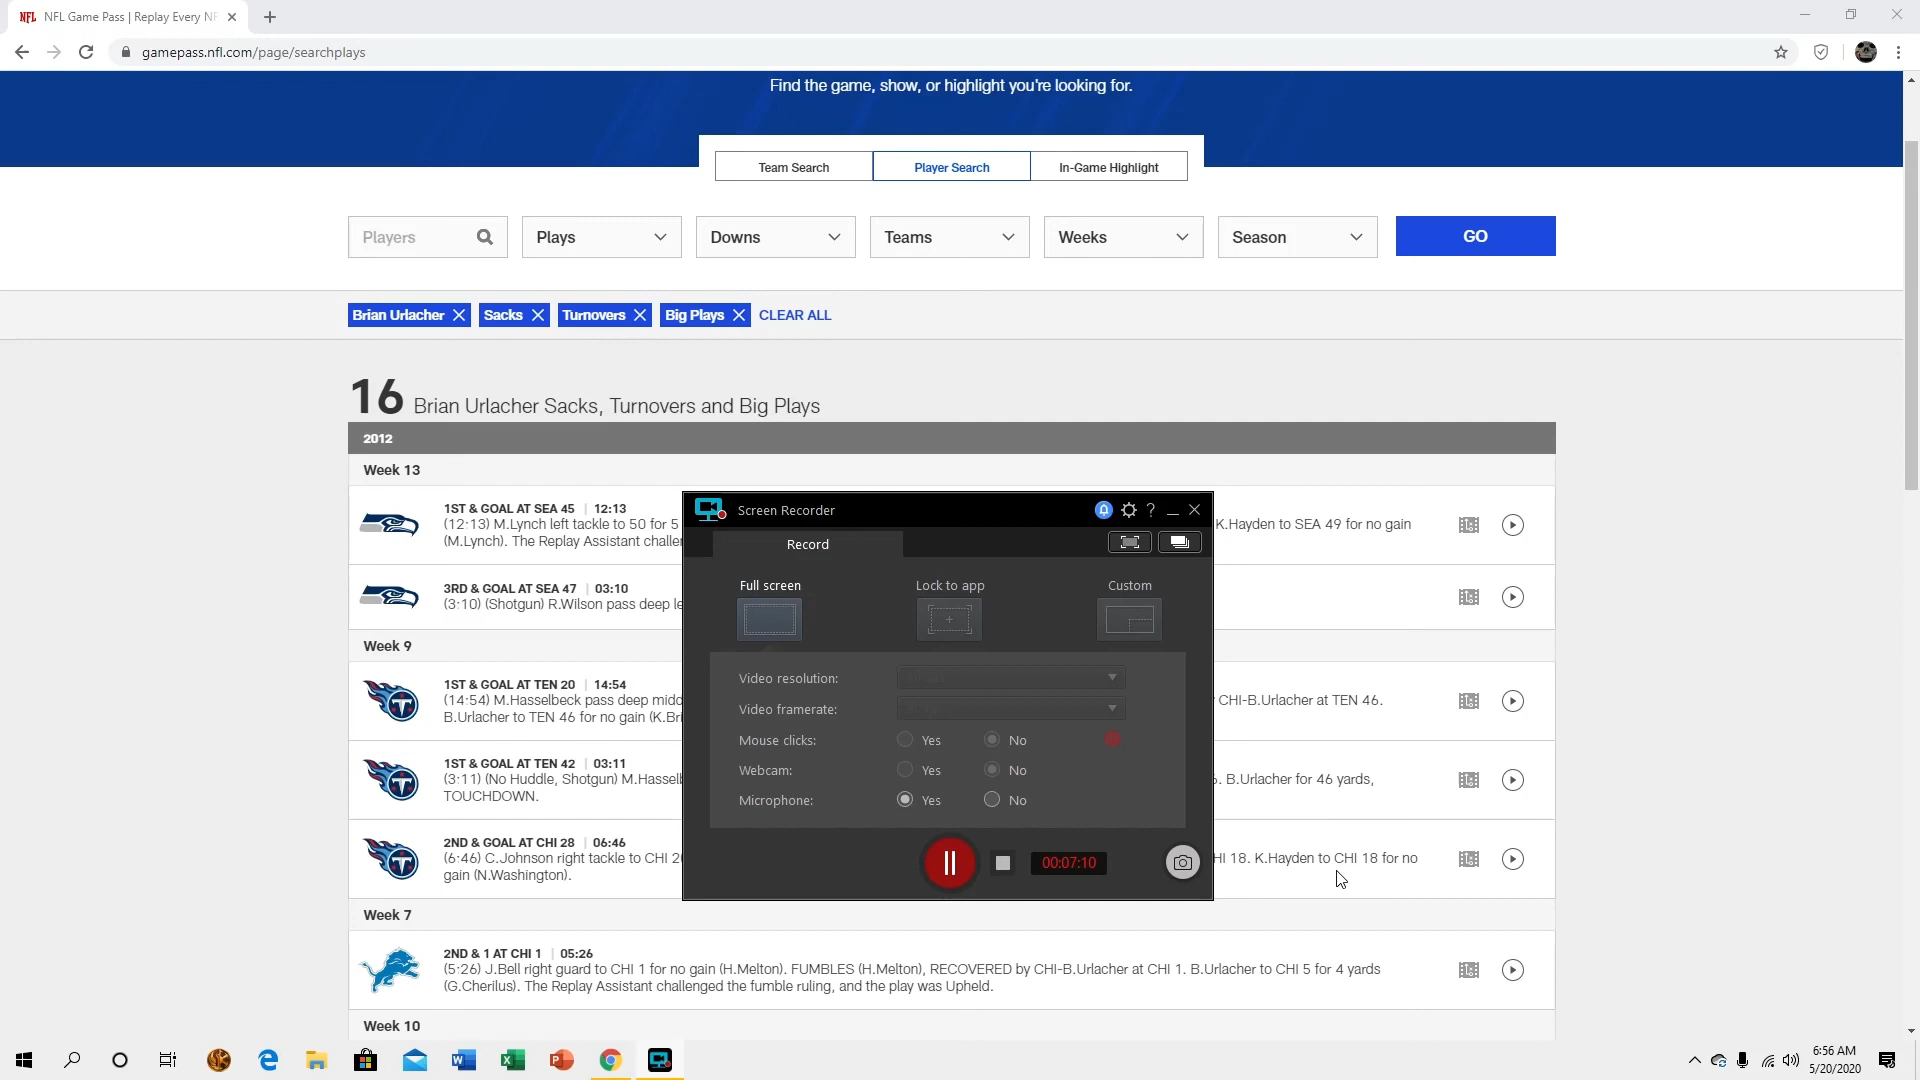 NFL Game Pass | Replay Every NF
gamepass.nfl.com/page/searchplays
Find the game, show, or highlight you're looking for.
Team Search
Player Search
In-Game Highlight
Players
Plays
Downs
Teams
Weeks
Season
GO
Brian Urlacher
Sacks
Turnovers
Big Plays
CLEAR ALL
16 Brian Urlacher Sacks, Turnovers and Big Plays
2012
Week 13
1ST & GOAL AT SEA 45 | 12:13
(12:13) M.Lynch left tackle to 50 for 5
K.Hayden to SEA 49 for no gain
(M.Lynch). The Replay Assistant challer
3RD & GOAL AT SEA 47 | 03:10
(3:10) (Shotgun) R.Wilson pass deep le
Week 9
1ST & GOAL AT TEN 20 | 14:54
(14:54) M.Hasselbeck pass deep midd
CHI-B.Urlacher at TEN 46.
B.Urlacher to TEN 46 for no gain (K.Bri
1ST & GOAL AT TEN 42 | 03:11
(3:11) (No Huddle, Shotgun) M.Hassel
. B.Urlacher for 46 yards,
TOUCHDOWN.
2ND & GOAL AT CHI 28 | 06:46
(6:46) C.Johnson right tackle to CHI 2
HI 18. K.Hayden to CHI 18 for no
gain (N.Washington).
Week 7
2ND & 1 AT CHI 1 | 05:26
(5:26) J.Bell right guard to CHI 1 for no gain (H.Melton). FUMBLES (H.Melton), RECOVERED by CHI-B.Urlacher at CHI 1. B.Urlacher to CHI 5 for 4 yards
(G.Cherilus). The Replay Assistant challenged the fumble ruling, and the play was Upheld.
Week 10
Screen Recorder
Record
Full screen
Lock to app
Custom
Video resolution:
Video framerate:
Mouse clicks:
Yes
No
Webcam:
Yes
No
Microphone:
Yes
No
00:07:10
6:56 AM
5/20/2020